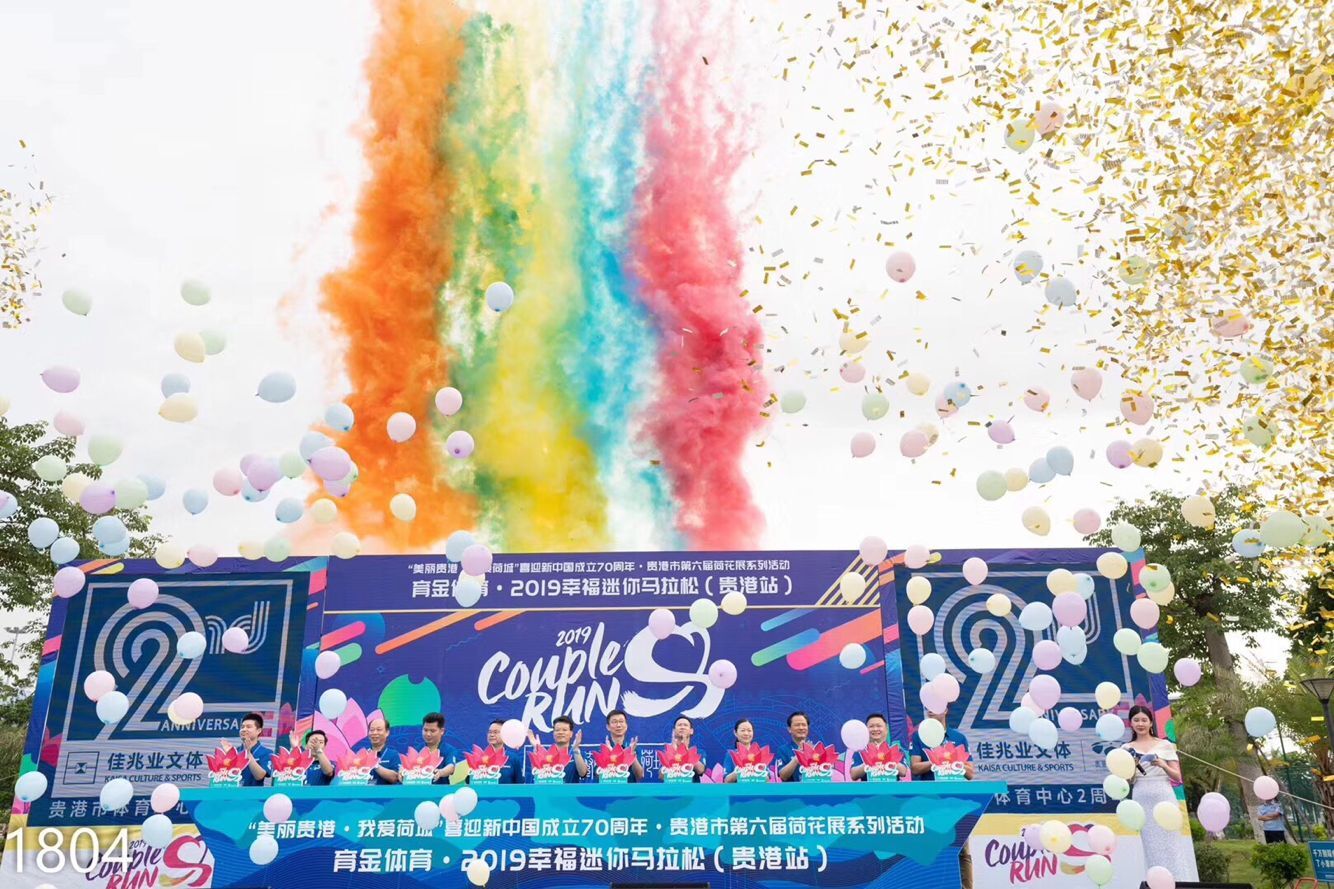 “美丽贵港 荷城”喜迎新中国成立70周年·贵港市第六届荷花展系列活动
育金体育·2019幸福迷你马拉松（贵港站）
2019
Couple
RUN
2nd
ANNIVERSARY
佳兆业文体
KAISA CULTURE & SPORTS
贵港市体育中
2
ANNIVERSARY
佳兆业文体
KAISA CULTURE & SPORTS
体育中心2周
“美丽贵港·我爱荷城”喜迎新中国成立70周年·贵港市第六届荷花展系列活动
育金体育·2019幸福迷你马拉松（贵港站）
2019
Couple
RUN
Couple
RUN
1804